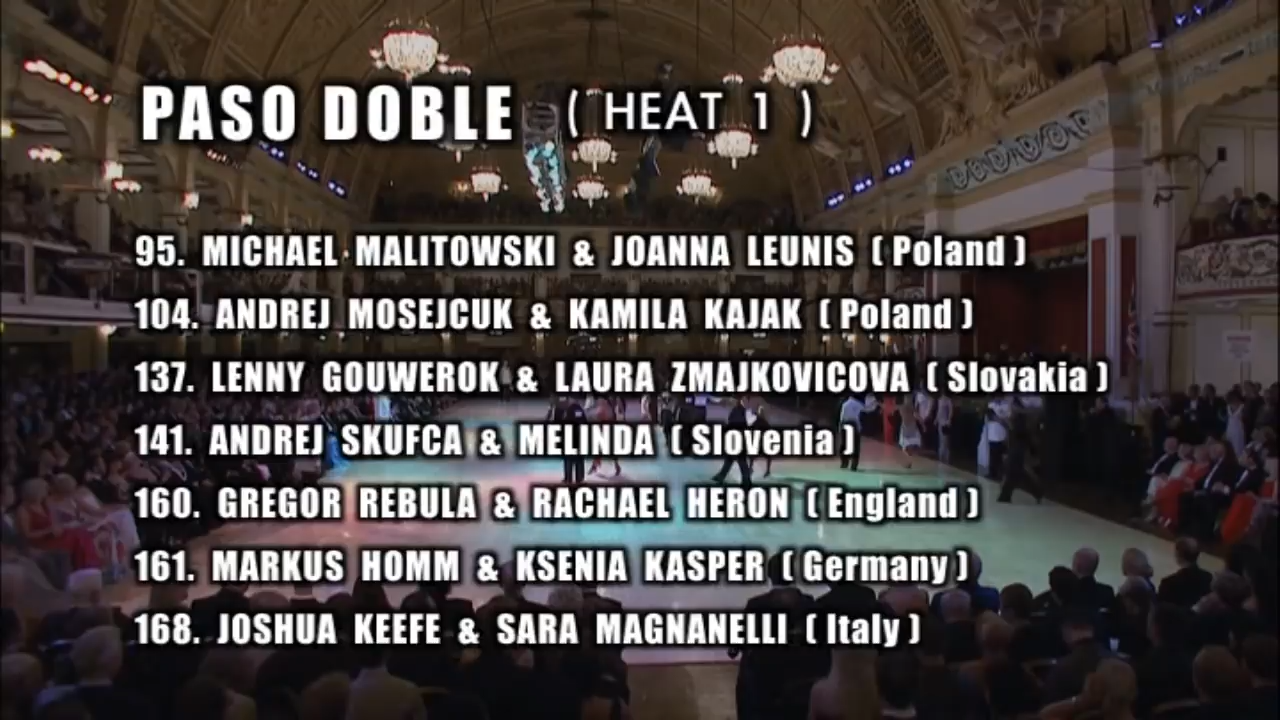 PASO DOBLE ( HEAT 1 )
95. MICHAEL MALITOWSKI & JOANNA LEUNIS ( Poland )
104. ANDREJ MOSEJCUK & KAMILA KAJAK ( Poland )
137. LENNY GOUWEROK & LAURA ZMAJKOVICOVA ( Slovakia )
141. ANDREJ SKUFCA & MELINDA ( Slovenia )
160. GREGOR REBULA & RACHAEL HERON ( England )
161. MARKUS HOMM & KSENIA KASPER ( Germany )
168. JOSHUA KEEFE & SARA MAGNANELLI ( Italy )